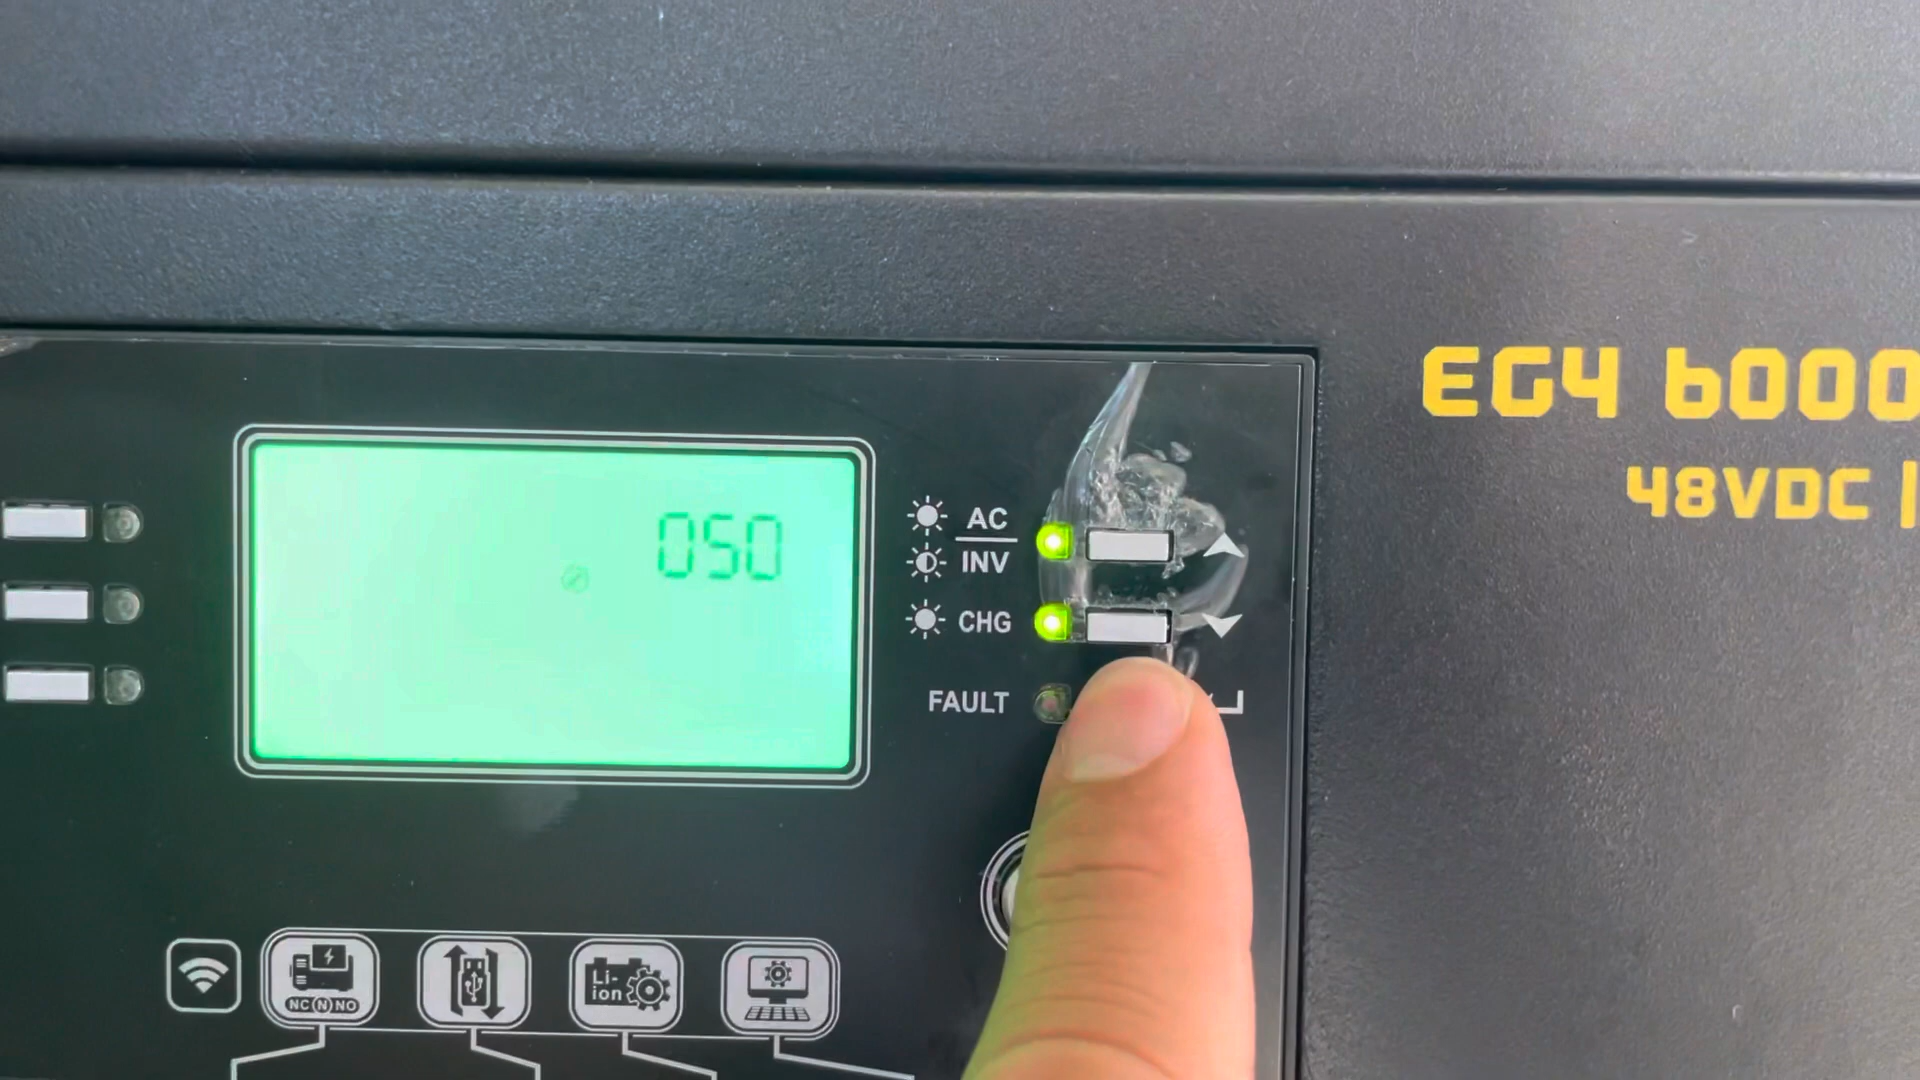 EG4 6000
48VDC |
050
AC
INV
CHG
FAULT
NC(N)NO
Li-
ion